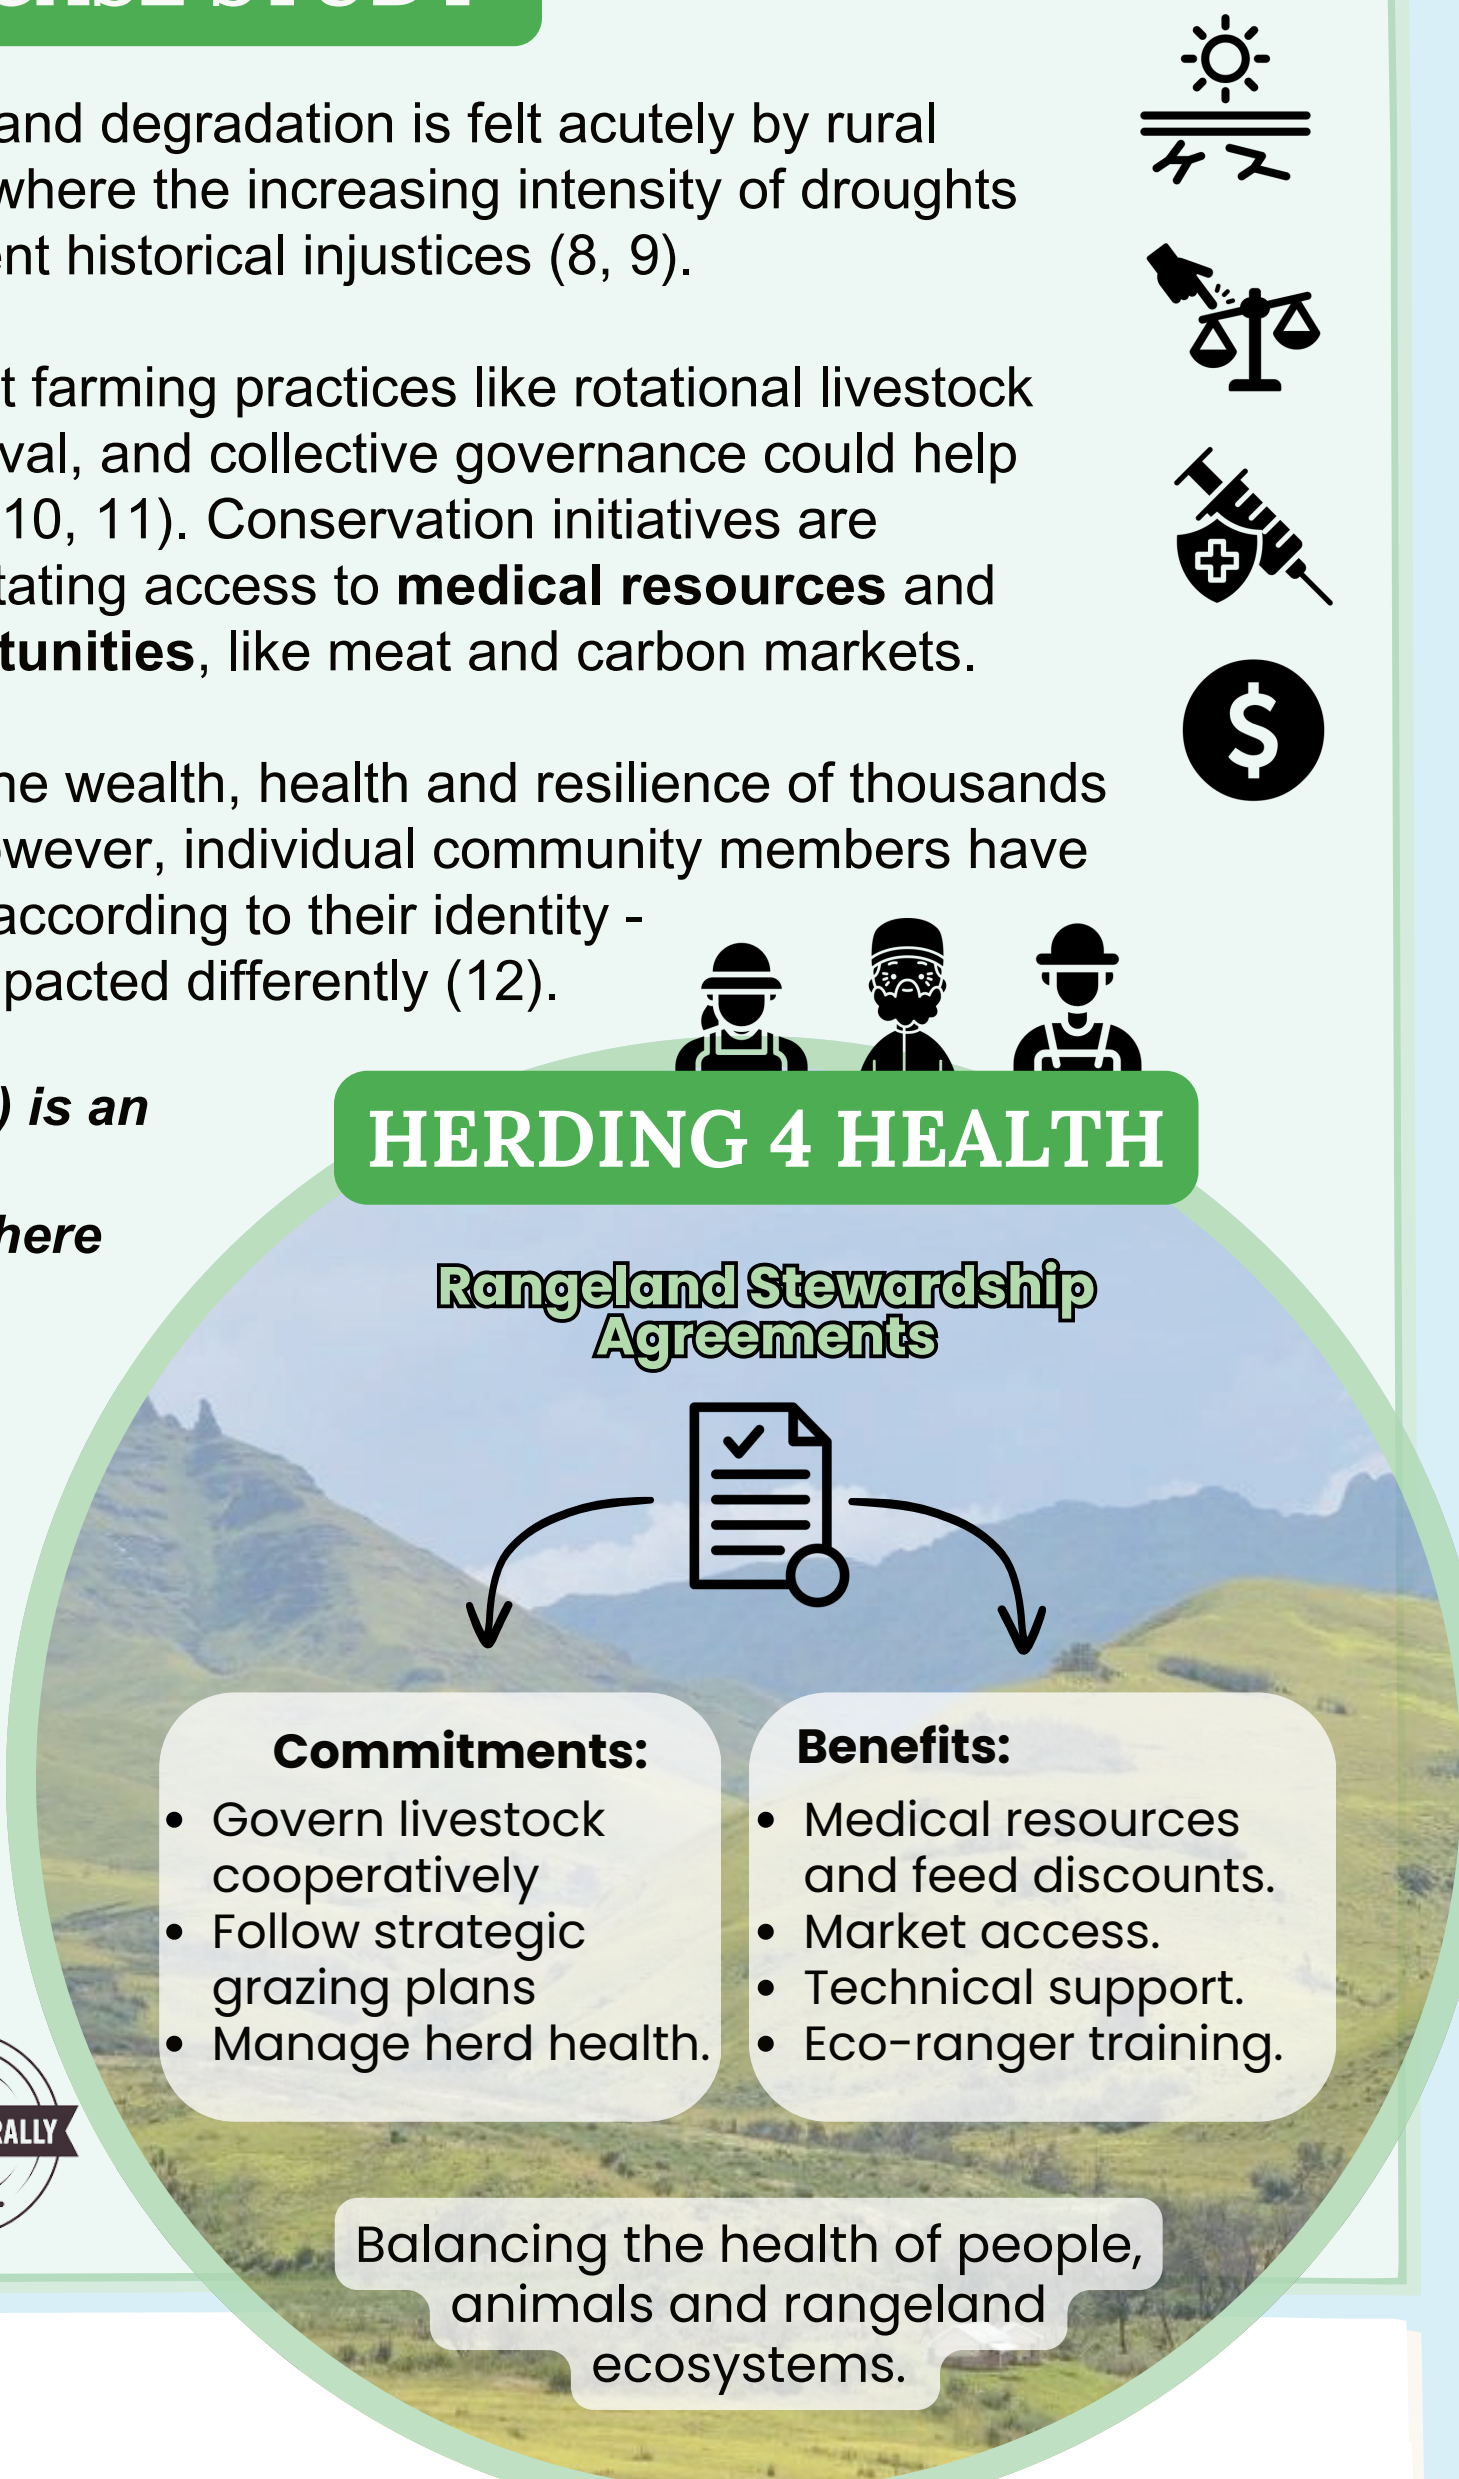 CASE STUDY
and degradation is felt acutely by rural
where the increasing intensity of droughts
ent historical injustices (8, 9).
t farming practices like rotational livestock
val, and collective governance could help
10, 11). Conservation initiatives are
tating access to medical resources and
tunities, like meat and carbon markets.
he wealth, health and resilience of thousands
owever, individual community members have
according to their identity -
pacted differently (12).
) is an
here
HERDING 4 HEALTH
Rangeland Stewardship
Agreements
Commitments:
• Govern livestock
cooperatively
• Follow strategic
grazing plans
• Manage herd health.
Benefits:
• Medical resources
and feed discounts.
• Market access.
• Technical support.
• Eco-ranger training.
RALLY
Balancing the health of people,
animals and rangeland
ecosystems.